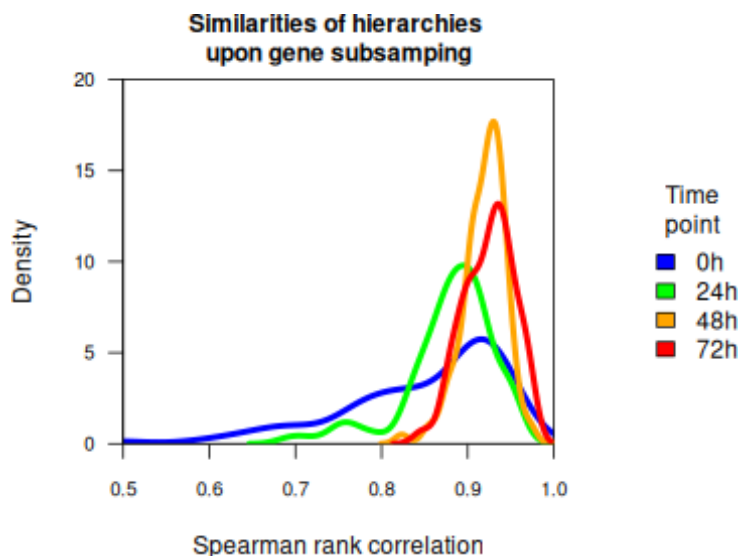 Similarities of hierarchies
upon gene subsamping
20
15
10
5
0
Density
0.5 0.6 0.7 0.8 0.9 1.0
Spearman rank correlation
Time
point
0h
24h
48h
72h